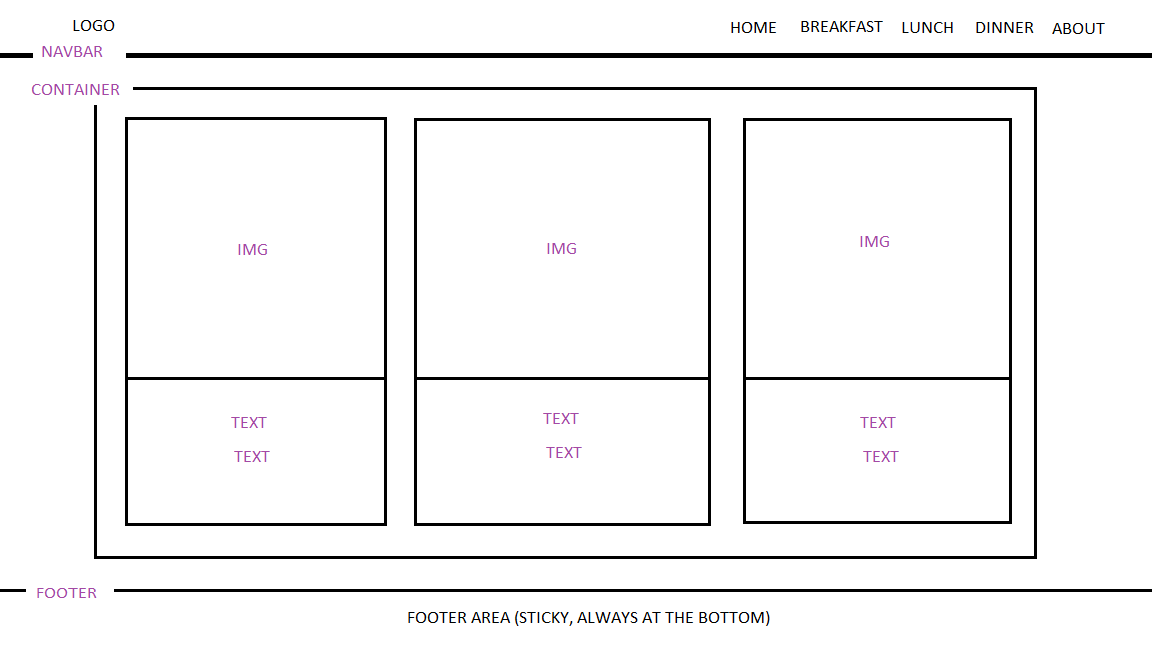 LOGO
HOME BREAKFAST LUNCH DINNER ABOUT
NAVBAR
CONTAINER
IMG
IMG
IMG
TEXT
TEXT
TEXT
TEXT
TEXT
TEXT
FOOTER
FOOTER AREA (STICKY, ALWAYS AT THE BOTTOM)